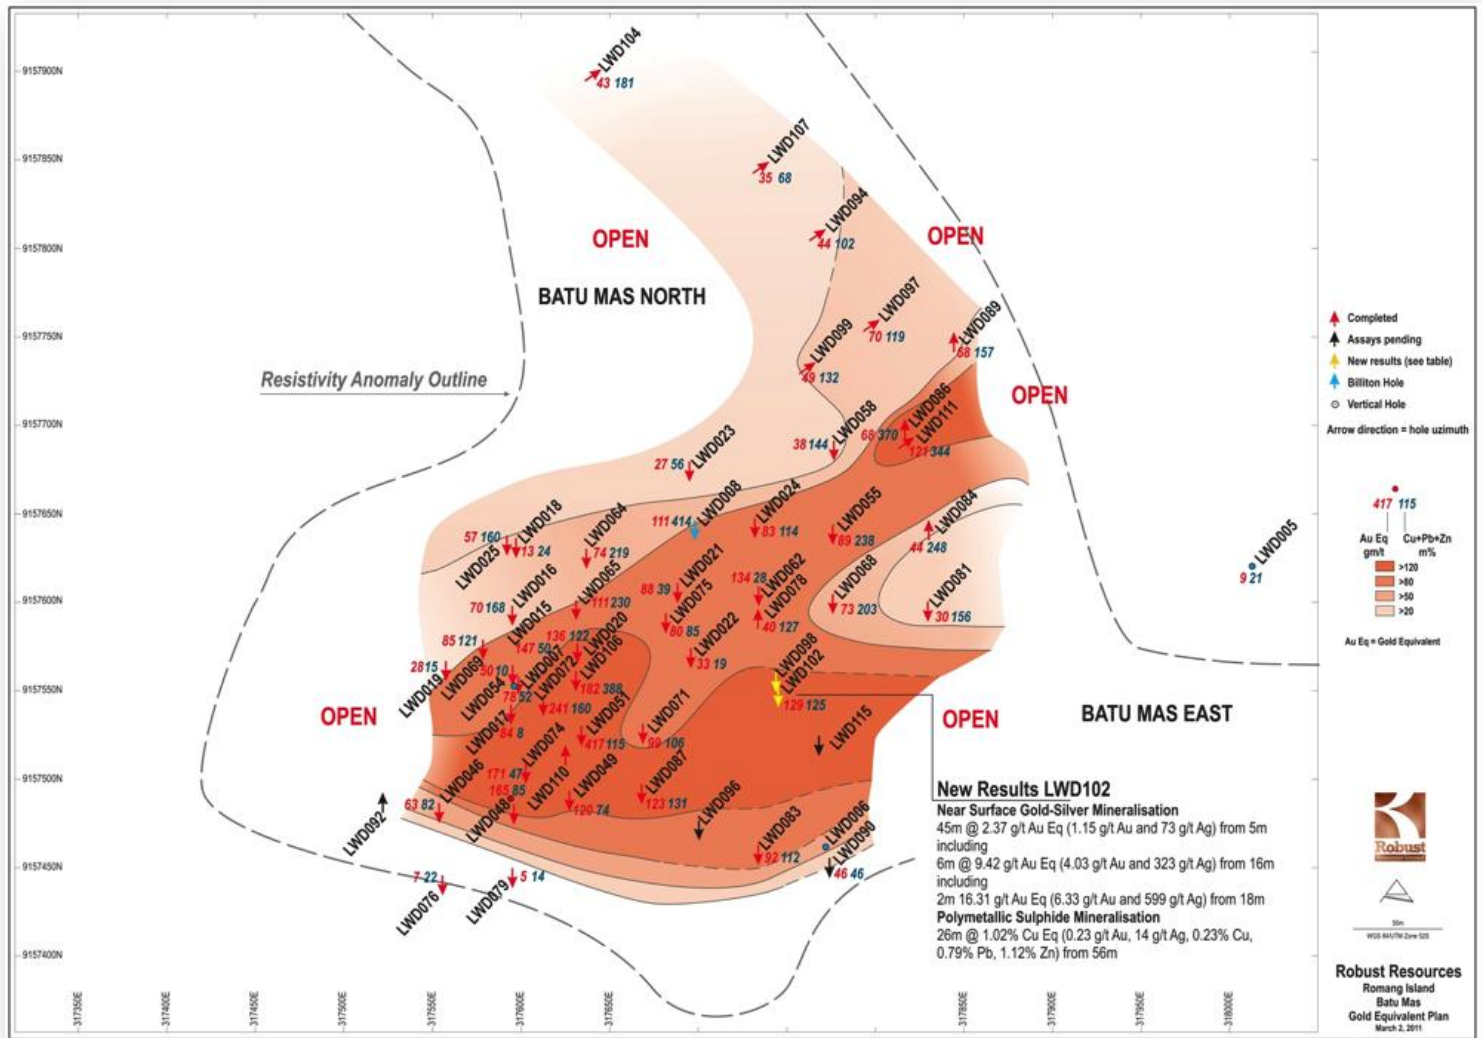 9157900N
9157850N
9157800N
9157750N
9157700N
9157650N
9157600N
9157550N
9157500N
9157450N
9157400N
LWD104
43 181
LWD107
35 68
LWD094
44 102
OPEN
OPEN
BATU MAS NORTH
LWD097
70 119
LWD089
68 157
LWD099
49 132
Resistivity Anomaly Outline
OPEN
LWD086
68 370
LWD111
121 344
LWD058
38 144
LWD023
27 56
LWD008
111 414
LWD024
83 114
LWD055
89 238
LWD084
44 248
LWD018
57 160
13 24
LWD025
LWD064
74 219
LWD005
9 21
LWD016
70 168
LWD065
111 230
LWD021
88 39
LWD062
134 28
LWD078
40 127
LWD068
73 203
LWD081
30 156
LWD075
80 85
LWD015
85 121
147 50
136 122
LWD020
LWD022
33 19
LWD007
LWD106
182 388
LWD098
LWD102
129 125
28 15
LWD019
LWD069
50 10
LWD054
78 52
LWD072
241 160
LWD051
417 115
LWD071
99 106
LWD115
OPEN
OPEN
BATU MAS EAST
LWD017
84 8
LWD074
171 47
165 85
LWD110
LWD049
120 74
LWD087
123 131
LWD046
63 82
LWD048
LWD096
LWD092
LWD083
92 112
LWD006
LWD090
46 46
7 22
LWD076
5 14
LWD079
New Results LWD102
Near Surface Gold-Silver Mineralisation
45m @ 2.37 g/t Au Eq (1.15 g/t Au and 73 g/t Ag) from 5m
including
6m @ 9.42 g/t Au Eq (4.03 g/t Au and 323 g/t Ag) from 16m
including
2m 16.31 g/t Au Eq (6.33 g/t Au and 599 g/t Ag) from 18m
Polymetallic Sulphide Mineralisation
26m @ 1.02% Cu Eq (0.23 g/t Au, 14 g/t Ag, 0.23% Cu,
0.79% Pb, 1.12% Zn) from 56m
317350E
317400E
317450E
317500E
317550E
317600E
317650E
317850E
317900E
317950E
318000E
Completed
Assays pending
New results (see table)
Billiton Hole
Vertical Hole
Arrow direction = hole uzimuth
417 115
Au Eq
gm/t
Cu+Pb+Zn
m%
>120
>80
>50
>20
Au Eq = Gold Equivalent
Robust
50m
WGS 84/UTM Zone 52S
Robust Resources
Romang Island
Batu Mas
Gold Equivalent Plan
March 2, 2011